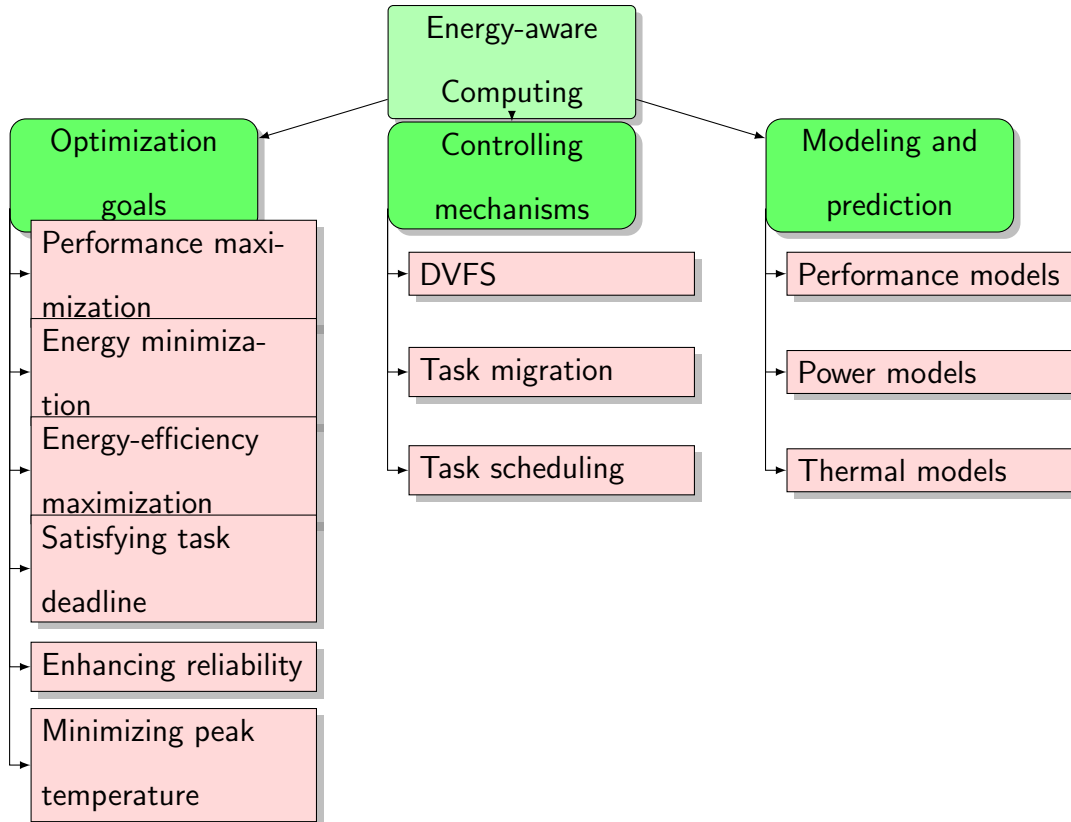 Energy-aware
Computing
Optimization
goals
Performance maxi-
mization
Energy minimiza-
tion
Energy-efficiency
maximization
Satisfying task
deadline
Enhancing reliability
Minimizing peak
temperature
Controlling
mechanisms
DVFS
Task migration
Task scheduling
Modeling and
prediction
Performance models
Power models
Thermal models